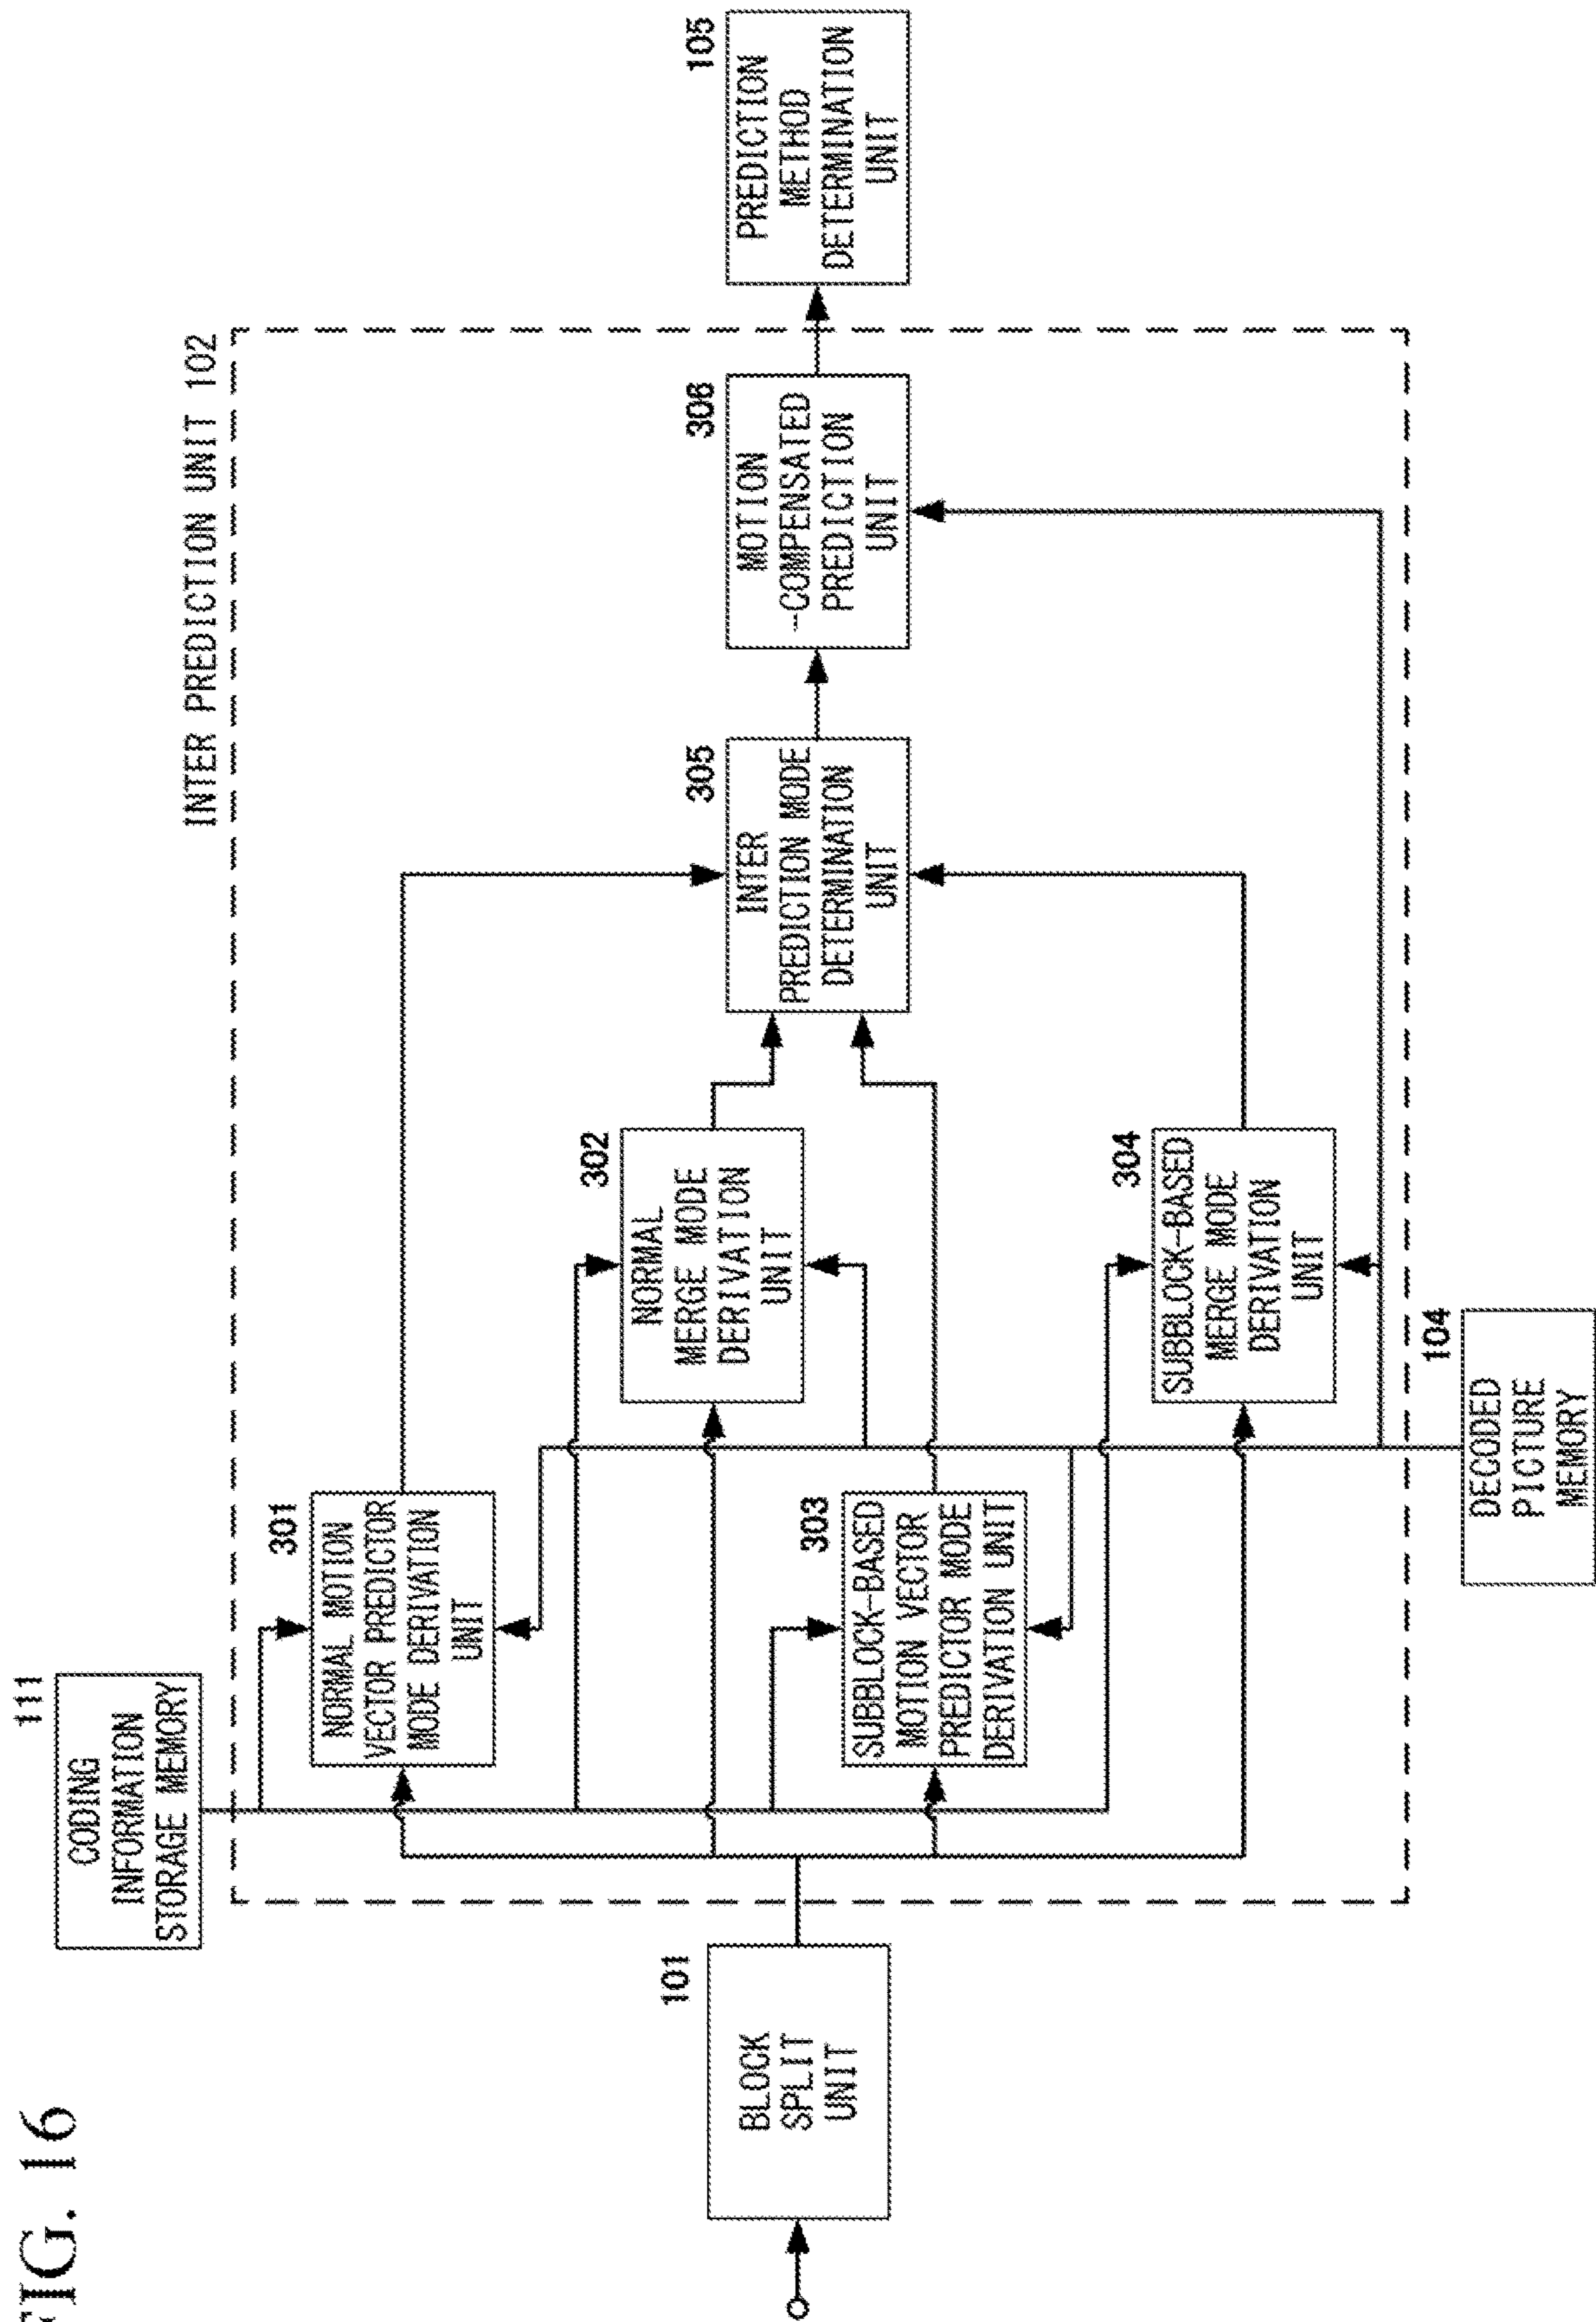 FIG. 16
INTER PREDICTION UNIT 102
111
CODING
INFORMATION
STORAGE MEMORY
101
BLOCK
SPLIT
UNIT
301
NORMAL MOTION
VECTOR PREDICTOR
MODE DERIVATION
UNIT
302
NORMAL
MERGE MODE
DERIVATION
UNIT
303
SUBBLOCK-BASED
MOTION VECTOR
PREDICTOR MODE
DERIVATION UNIT
304
SUBBLOCK-BASED
MERGE MODE
DERIVATION
UNIT
305
INTER
PREDICTION MODE
DETERMINATION
UNIT
306
MOTION
-COMPENSATED
PREDICTION
UNIT
105
PREDICTION
METHOD
DETERMINATION
UNIT
104
DECODED
PICTURE
MEMORY